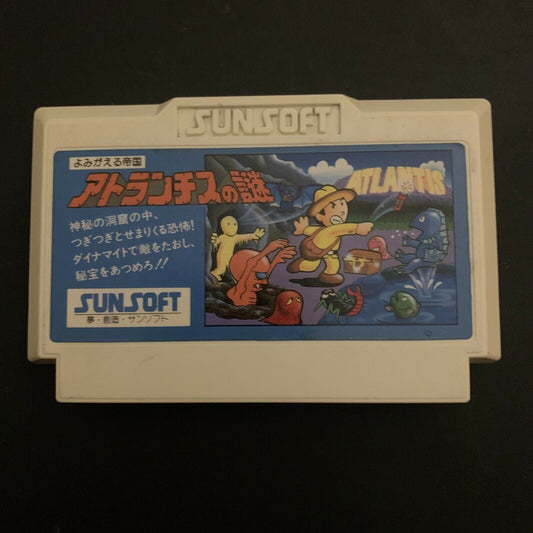 SUNSOFT
よみがえる帝国
アトランチスの謎
ATLANTIS
神秘の洞窟の中、
つぎつぎとせまりくる恐怖!
ダイナマイトで敵をたおし、
秘宝をあつめろ!!
SUNSOFT
夢・創造・サンソフト